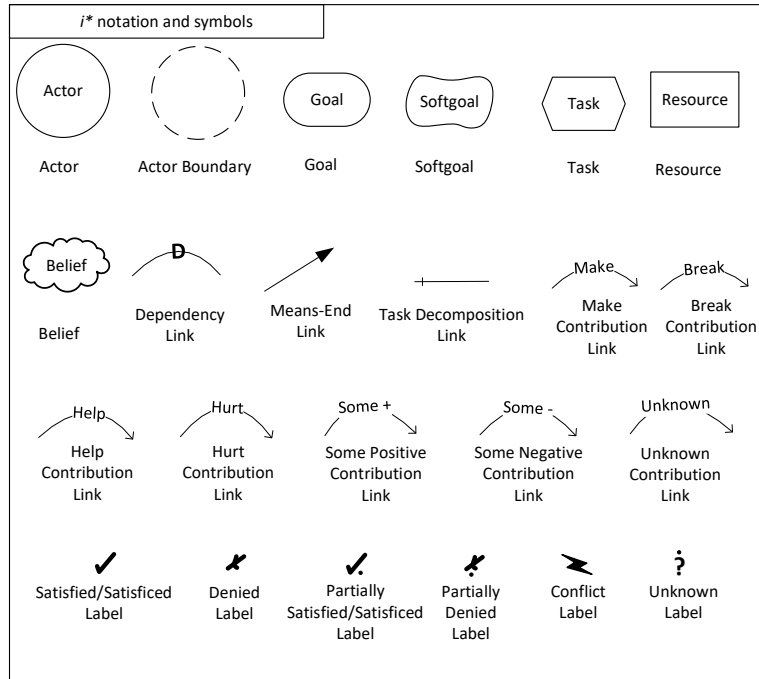 i* notation and symbols
Actor
Goal
Softgoal
Task
Resource
Actor
Actor Boundary
Goal
Softgoal
Task
Resource
Belief
D
Make
Break
Belief
Dependency
Link
Means-End
Link
Task Decomposition
Link
Make
Contribution
Link
Break
Contribution
Link
Help
Hurt
Some +
Some -
Unknown
Help
Contribution
Link
Hurt
Contribution
Link
Some Positive
Contribution
Link
Some Negative
Contribution
Link
Unknown
Contribution
Link
?
Satisfied/Satisficed
Label
Denied
Label
Partially
Satisfied/Satisficed
Label
Partially
Denied
Label
Conflict
Label
Unknown
Label